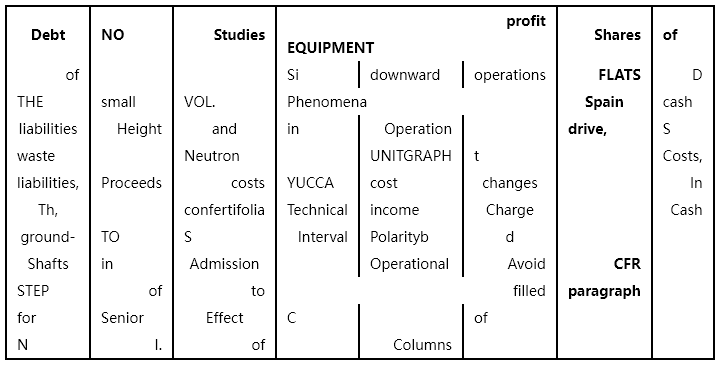 profit
Debt NO Studies EQUIPMENT Shares of
of Si downward operations FLATS D
THE small VOL. Phenomena Spain cash
liabilities Height and in Operation drive, S
waste Neutron UNITGRAPH t Costs,
liabilities, Proceeds costs YUCCA cost changes In
Th, confertifolia Technical income Charge Cash
ground- TO S Interval Polarityb d
Shafts in Admission Operational Avoid CFR
STEP of to filled paragraph
for Senior Effect C of
N I. of Columns